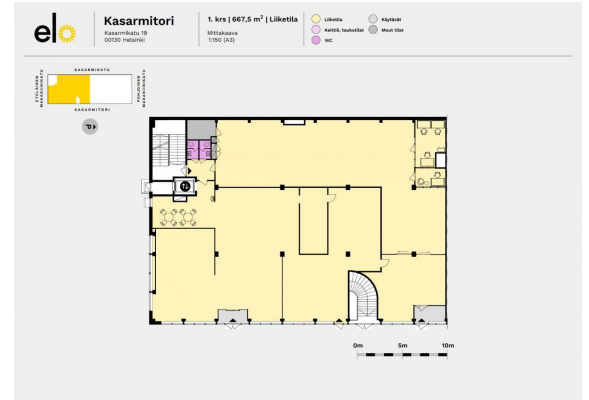 elo
Kasarmitori
Kasarmikatu 19
00130 Helsinki
1. krs | 667,5 m² | Liiketila
Mittakaava
1:150 (A3)
Liiketila
Keittiö, taukotilat
WC
Käytävät
Muut tilat
KASARMIKATU
ETELÄINEN
MAKASIINIKATU
POHJOINEN
MAKASIINIKATU
KASARMITORI
P
0m 5m 10m